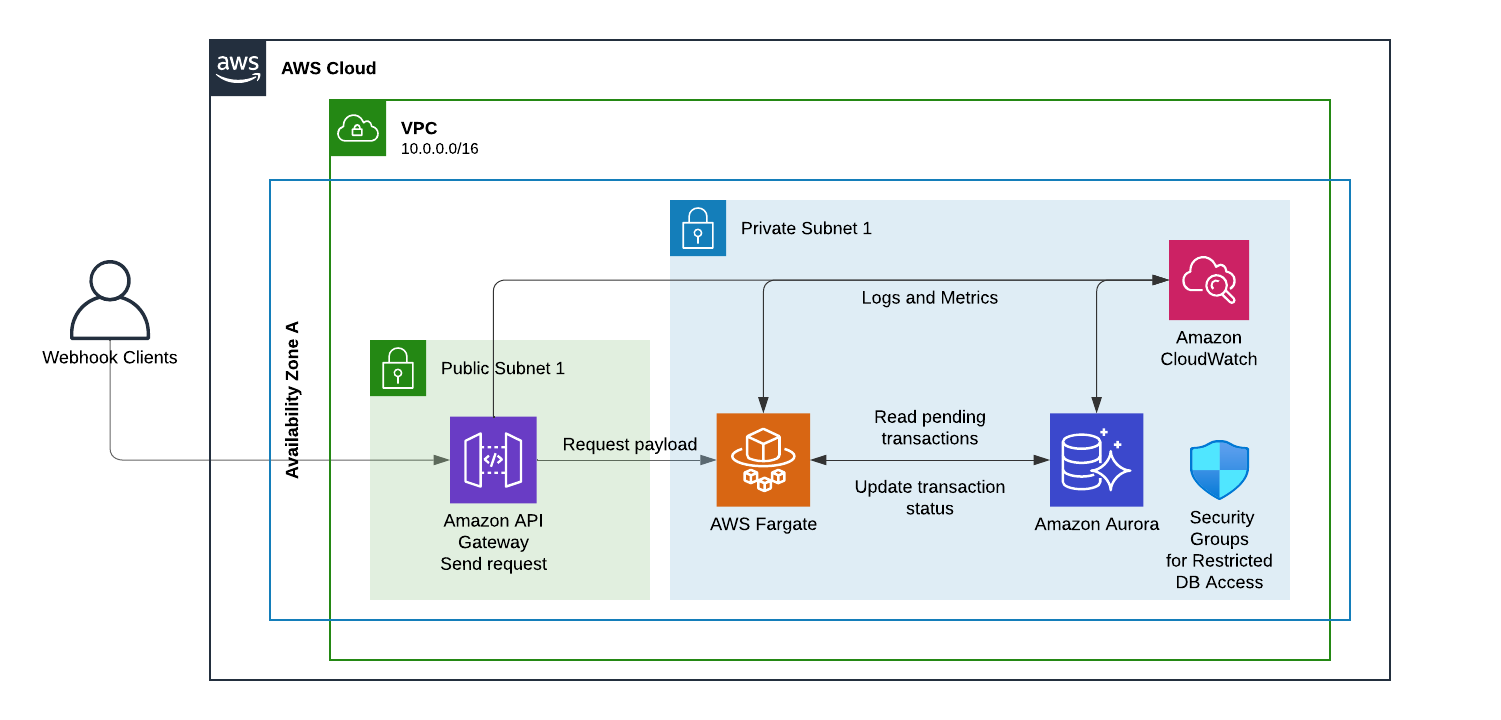 aws
AWS Cloud
VPC
10.0.0.0/16
Private Subnet 1
Logs and Metrics
Amazon
CloudWatch
Webhook Clients
Availability Zone A
Public Subnet 1
Request payload
Read pending
transactions
Update transaction
status
Amazon API
Gateway
Send request
</>
AWS Fargate
Amazon Aurora
Security
Groups
for Restricted
DB Access